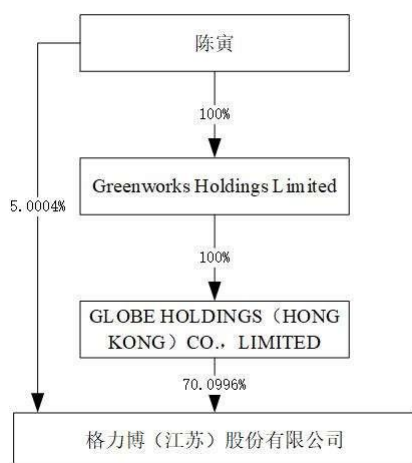 陈寅
100%
Greenworks Holdings Limited
5.0004%
100%
GLOBE HOLDINGS（HONG
KONG）CO.，LIMITED
70.0996%
格力博（江苏）股份有限公司